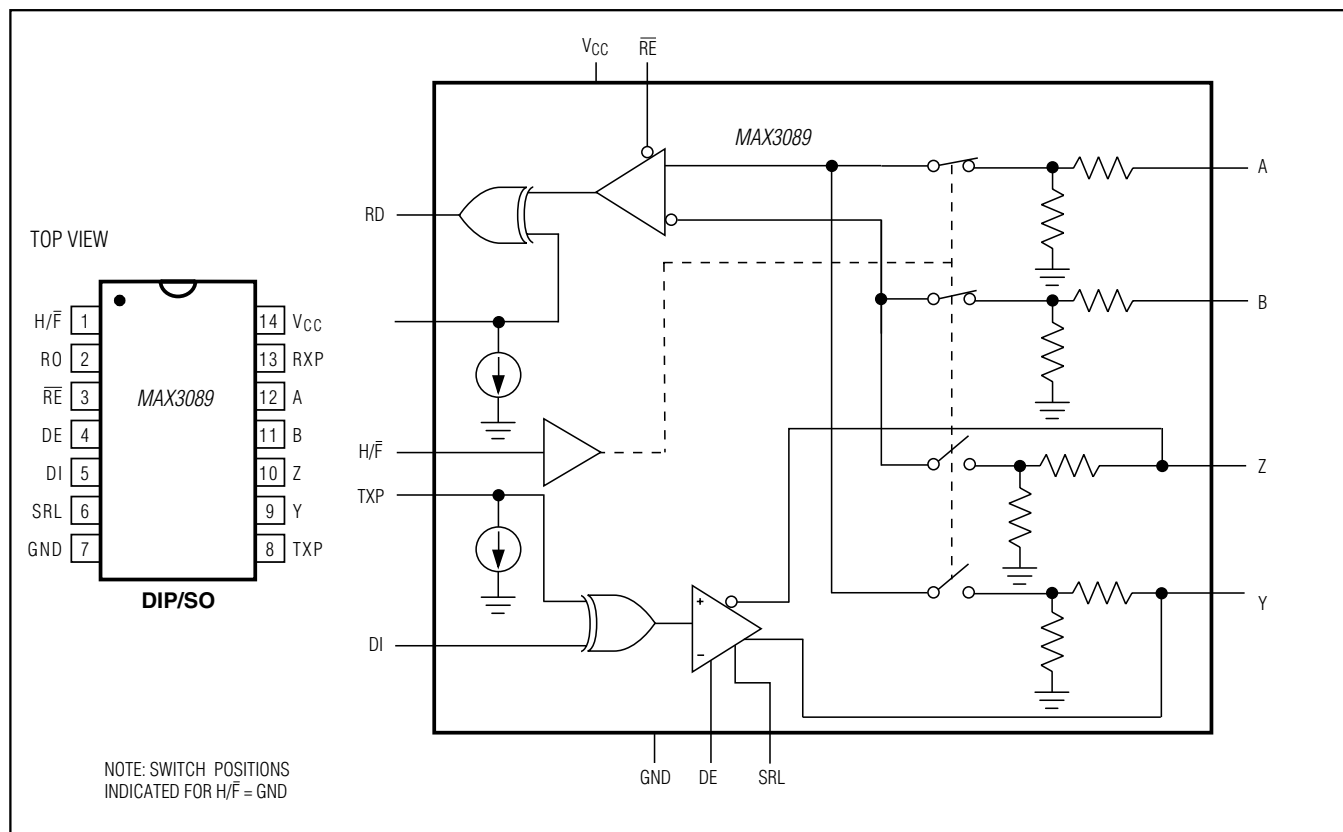 VCC
RE
MAX3089
A
RD
TOP VIEW
B
H/F 1
14 VCC
RO 2
13 RXP
RE 3
12 A
MAX3089
DE 4
11 B
DI 5
10 Z
SRL 6
9 Y
GND 7
8 TXP
DIP/SO
H/F
TXP
Z
+
Y
DI
–
GND
DE
SRL
NOTE: SWITCH POSITIONS
INDICATED FOR H/F = GND